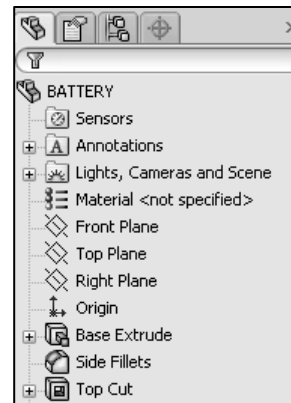 BATTERY
Sensors
Annotations
Lights, Cameras and Scene
Material <not specified>
Front Plane
Top Plane
Right Plane
Origin
Base Extrude
Side Fillets
Top Cut